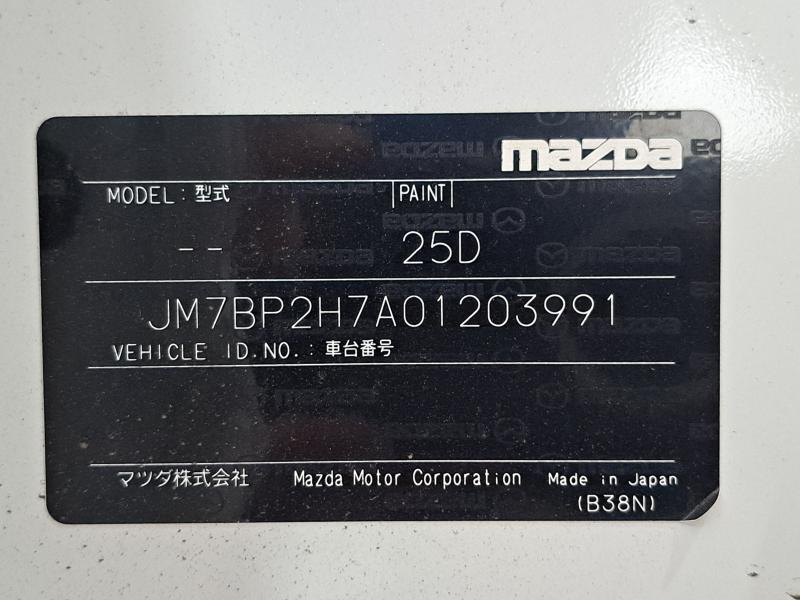 mazda
MODEL : 型式 PAINT
-- 25D
JM7BP2H7A01203991
VEHICLE ID.NO. : 車台番号
マツダ株式会社 Mazda Motor Corporation Made in Japan
(B38N)